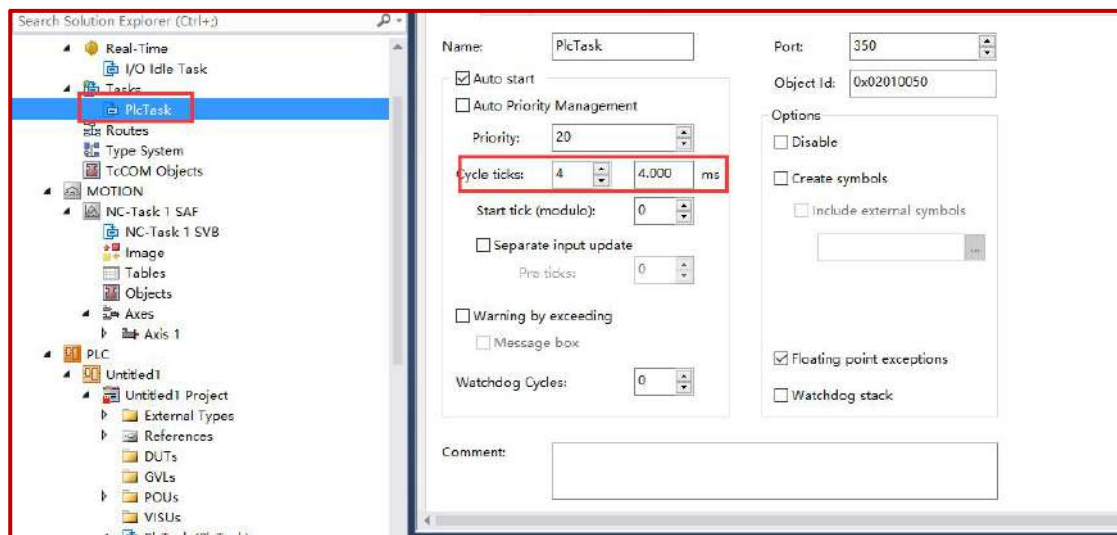 Search Solution Explorer (Ctrl+;)
Real-Time
I/O Idle Task
Tasks
PlcTask
Routes
Type System
TcCOM Objects
MOTION
NC-Task 1 SAF
NC-Task 1 SVB
Image
Tables
Objects
Axes
Axis 1
PLC
Untitled1
Untitled1 Project
External Types
References
DUTs
GVLs
POUs
VISUs
Name: PlcTask
Auto start
Auto Priority Management
Priority: 20
Cycle ticks: 4 4.000 ms
Start tick (modulo): 0
Separate input update
Pre ticks: 0
Warning by exceeding
Message box
Watchdog Cycles: 0
Comment:
Port: 350
Object Id: 0x02010050
Options
Disable
Create symbols
Include external symbols
...
Floating point exceptions
Watchdog stack